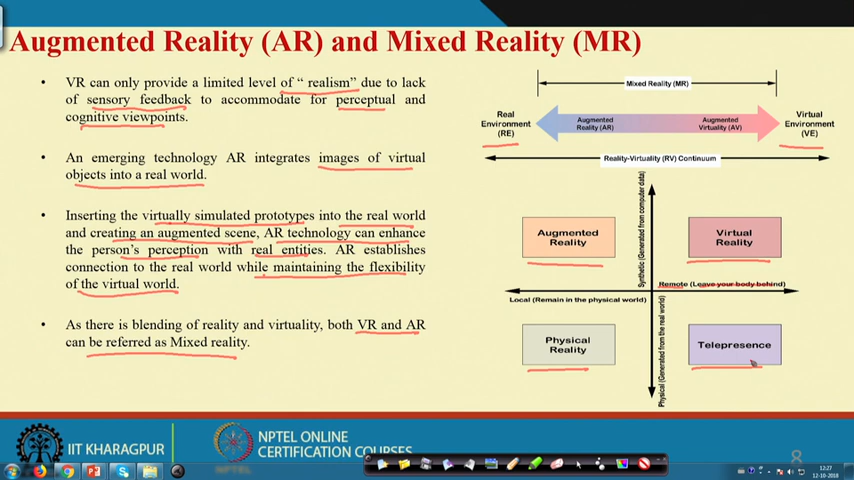 Augmented Reality (AR) and Mixed Reality (MR)
• VR can only provide a limited level of “ realism” due to lack
of sensory feedback to accommodate for perceptual and
cognitive viewpoints.
• An emerging technology AR integrates images of virtual
objects into a real world.
• Inserting the virtually simulated prototypes into the real world
and creating an augmented scene, AR technology can enhance
the person’s perception with real entities. AR establishes
connection to the real world while maintaining the flexibility
of the virtual world.
• As there is blending of reality and virtuality, both VR and AR
can be referred as Mixed reality.
Mixed Reality (MR)
Real
Environment
(RE)
Augmented
Reality (AR)
Augmented
Virtuality (AV)
Virtual
Environment
(VE)
Reality-Virtuality (RV) Continuum
Synthetic (Generated from computer data)
Augmented
Reality
Virtual
Reality
Remote (Leave your body behind)
Local (Remain in the physical world)
Physical
Reality
Physical (Generated from the real world)
Telepresence
IIT KHARAGPUR
NPTEL ONLINE
CERTIFICATION COURSES
NPTEL
8
12:27
12-10-2018